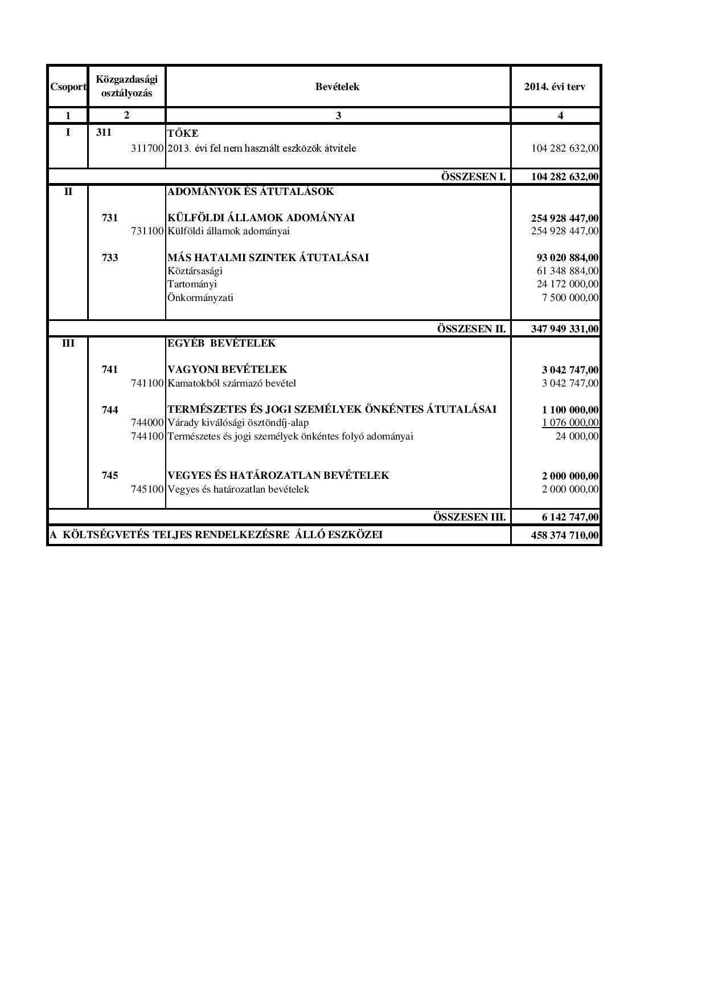 Csoport Közgazdasági osztályozás Bevételek 2014. évi terv
1 2 3 4
I 311 TŐKE
311700 2013. évi fel nem használt eszközök átvitele 104 282 632,00
ÖSSZESEN I. 104 282 632,00
II ADOMÁNYOK ÉS ÁTUTALÁSOK
731 KÜLFÖLDI ÁLLAMOK ADOMÁNYAI 254 928 447,00
731100 Külföldi államok adományai 254 928 447,00
733 MÁS HATALMI SZINTEK ÁTUTALÁSAI 93 020 884,00
Köztársasági 61 348 884,00
Tartományi 24 172 000,00
Önkormányzati 7 500 000,00
ÖSSZESEN II. 347 949 331,00
III EGYÉB BEVÉTELEK
741 VAGYONI BEVÉTELEK 3 042 747,00
741100 Kamatokból származó bevétel 3 042 747,00
744 TERMÉSZETES ÉS JOGI SZEMÉLYEK ÖNKÉNTES ÁTUTALÁSAI 1 100 000,00
744000 Várady kiválósági ösztöndíj-alap 1 076 000,00
744100 Természetes és jogi személyek önkéntes folyó adományai 24 000,00
745 VEGYES ÉS HATÁROZATLAN BEVÉTELEK 2 000 000,00
745100 Vegyes és határozatlan bevételek 2 000 000,00
ÖSSZESEN III. 6 142 747,00
A KÖLTSÉGVETÉS TELJES RENDELKEZÉSRE ÁLLÓ ESZKÖZEI 458 374 710,00